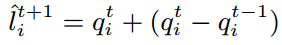 $\hat{l}_i^{t+1} = q_i^t + (q_i^t - q_i^{t-1})$